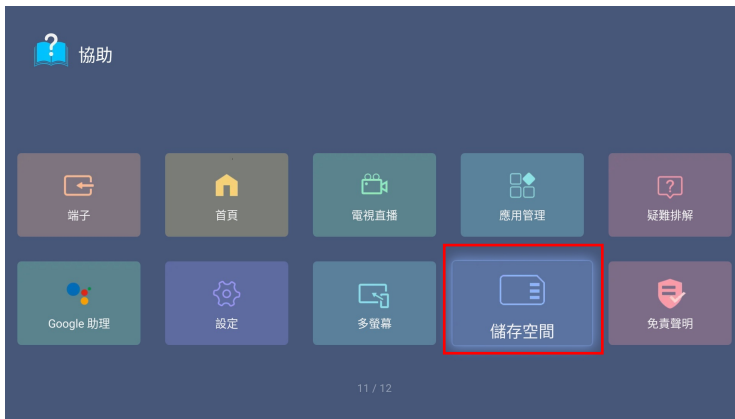 協助
端子
首頁
電視直播
應用管理
疑難排解
Google 助理
設定
多螢幕
儲存空間
免責聲明
11 / 12